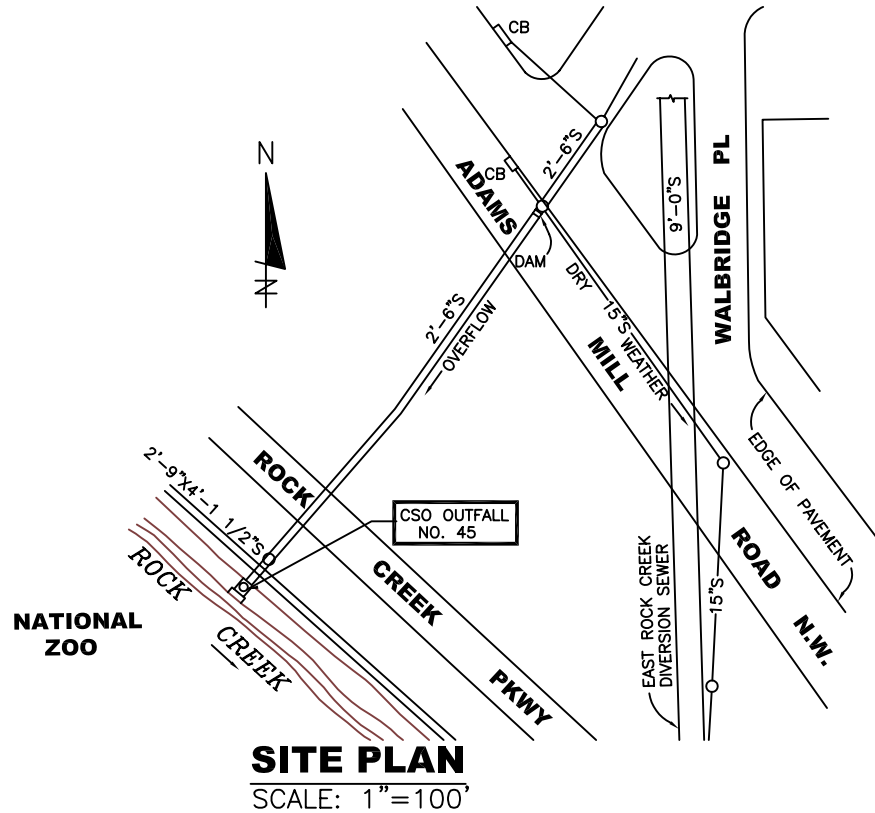 CB
N
2'-6"S
ADAMS
CB
9'-0"S
WALBRIDGE PL
N
DAM
DRY
15"S
WEATHER
2'-6"S
OVERFLOW
MILL
EDGE OF PAVEMENT
ROCK
2'-9"X4'-1 1/2"S
CSO OUTFALL
NO. 45
ROCK
CREEK
ROAD
EAST ROCK CREEK
DIVERSION SEWER
15"S
NATIONAL
ZOO
CREEK
N.W.
PKWY
SITE PLAN
SCALE: 1"=100'